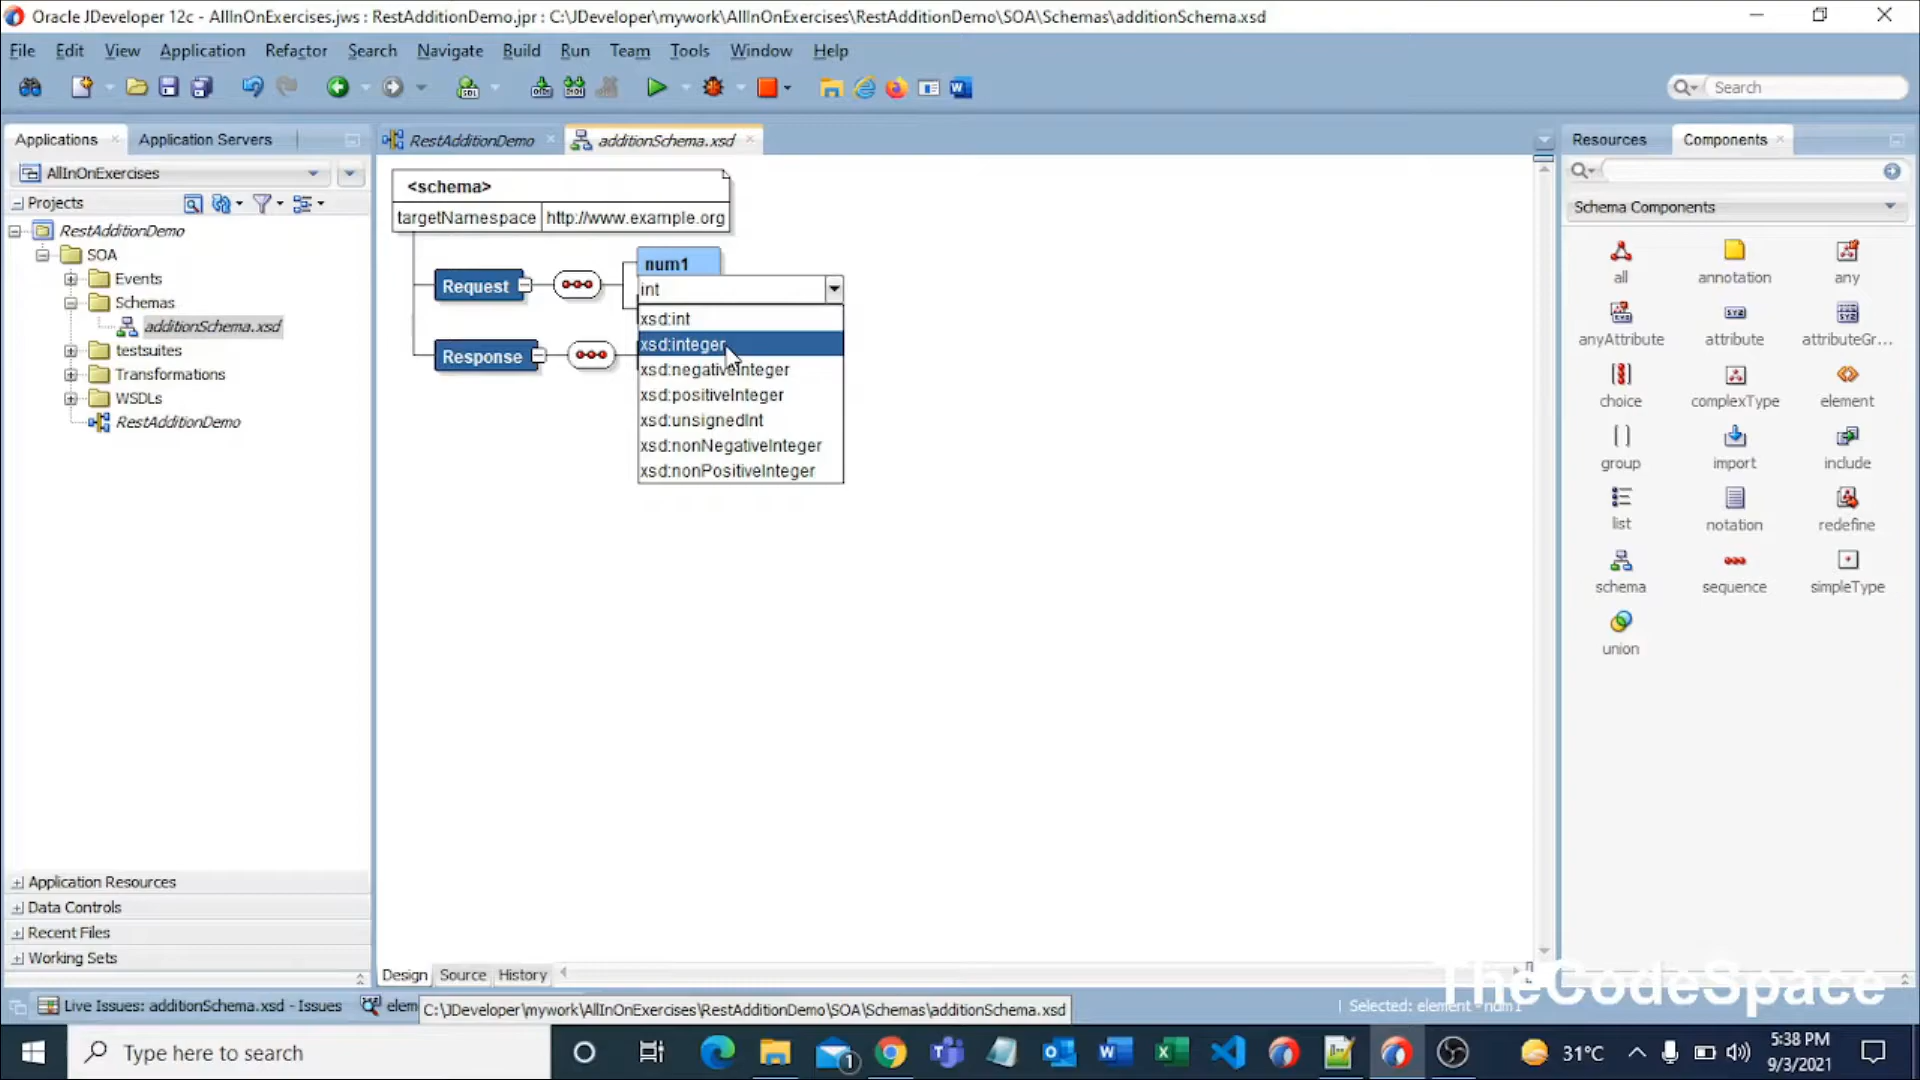 Oracle JDeveloper 12c - AllInOnExercises.jws : RestAdditionDemo.jpr : C:\JDeveloper\mywork\AllInOnExercises\RestAdditionDemo\SOA\Schemas\additionSchema.xsd
File Edit View Application Refactor Search Navigate Build Run Team Tools Window Help
Search
Applications Application Servers
AllInOnExercises
Projects
RestAdditionDemo
SOA
Events
Schemas
additionSchema.xsd
testsuites
Transformations
WSDLs
RestAdditionDemo
Application Resources
Data Controls
Recent Files
Working Sets
RestAdditionDemo additionSchema.xsd
<schema>
targetNamespace http://www.example.org
Request
num1
int
xsd:int
xsd:integer
xsd:negativeInteger
xsd:positiveInteger
xsd:unsignedInt
xsd:nonNegativeInteger
xsd:nonPositiveInteger
Response
Design Source History
Resources Components
Schema Components
all annotation any
anyAttribute attribute attributeGr...
choice complexType element
group import include
list notation redefine
schema sequence simpleType
union
TheCodeSpace
Live Issues: additionSchema.xsd - Issues elem
C:\JDeveloper\mywork\AllInOnExercises\RestAdditionDemo\SOA\Schemas\additionSchema.xsd
Selected: element - num1
Type here to search
1
31°C
5:38 PM
9/3/2021